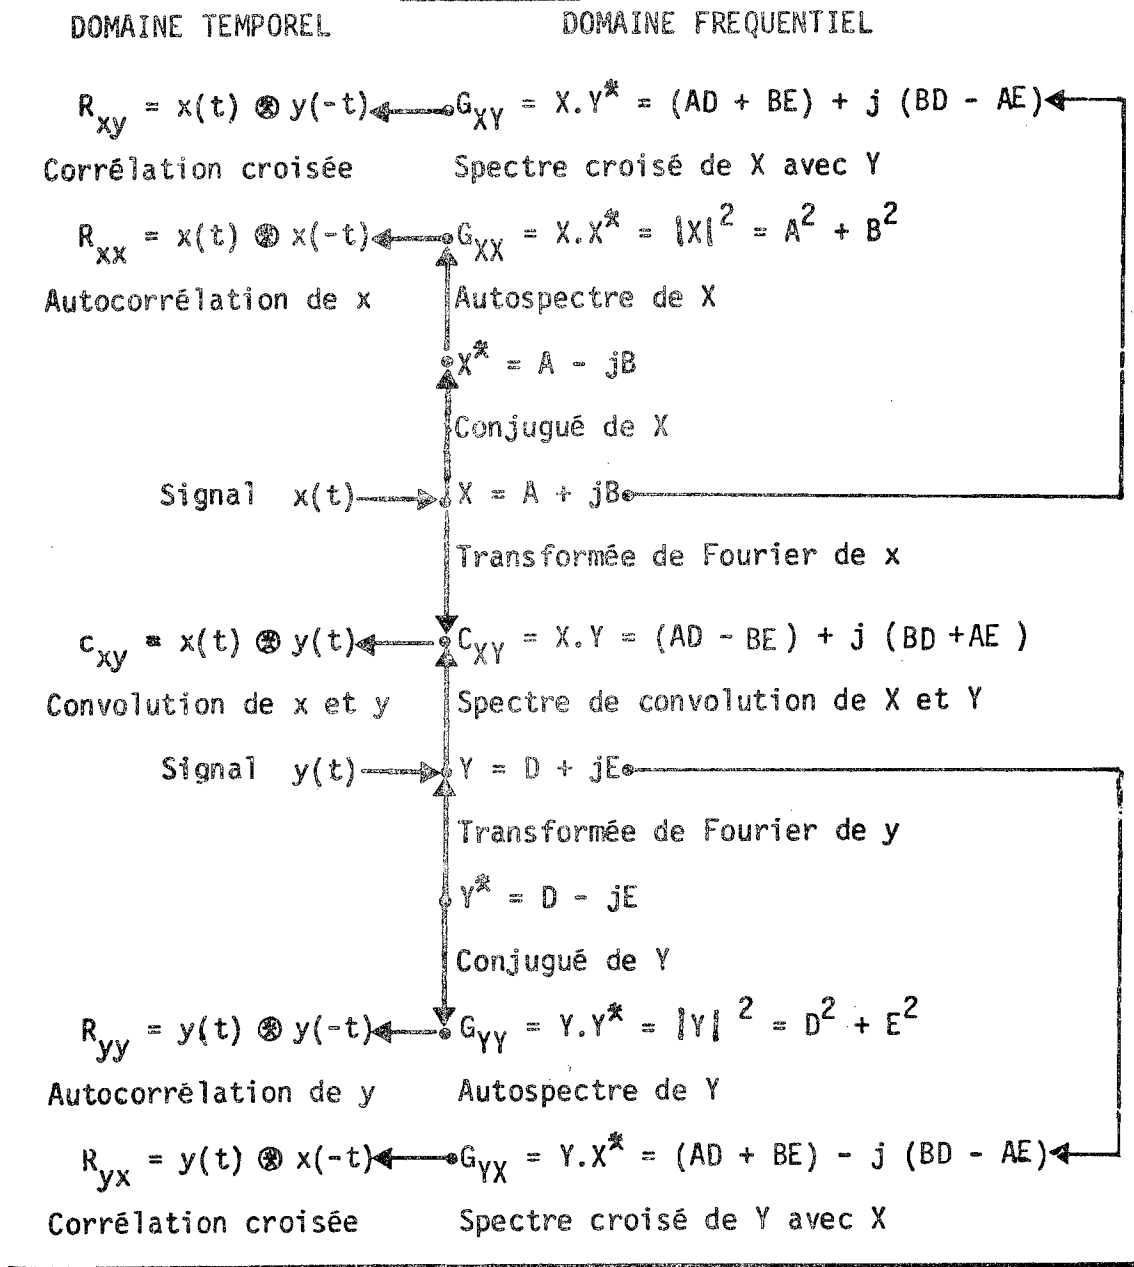 DOMAINE TEMPOREL DOMAINE FREQUENTIEL
R_xy = x(t) ⊛ y(-t) G_XY = X.Y* = (AD + BE) + j (BD - AE)
Corrélation croisée Spectre croisé de X avec Y
R_xx = x(t) ⊛ x(-t) G_XX = X.X* = |X|² = A² + B²
Autocorrélation de x Autospectre de X
X* = A - jB
Conjugué de X
Signal x(t) X = A + jB
Transformée de Fourier de x
c_xy = x(t) ⊛ y(t) C_XY = X.Y = (AD - BE) + j (BD +AE )
Convolution de x et y Spectre de convolution de X et Y
Signal y(t) Y = D + jE
Transformée de Fourier de y
Y* = D - jE
Conjugué de Y
R_yy = y(t) ⊛ y(-t) G_YY = Y.Y* = |Y| ² = D² + E²
Autocorrélation de y Autospectre de Y
R_yx = y(t) ⊛ x(-t) G_YX = Y.X* = (AD + BE) - j (BD - AE)
Corrélation croisée Spectre croisé de Y avec X